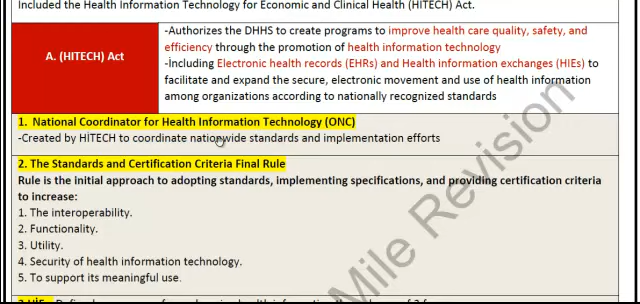 Included the Health Information Technology for Economic and Clinical Health (HITECH) Act.
A. (HITECH) Act
-Authorizes the DHHS to create programs to improve health care quality, safety, and
efficiency through the promotion of health information technology
-İncluding Electronic health records (EHRs) and Health information exchanges (HIEs) to
facilitate and expand the secure, electronic movement and use of health information
among organizations according to nationally recognized standards
1. National Coordinator for Health Information Technology (ONC)
-Created by HİTECH to coordinate nationwide standards and implementation efforts
2. The Standards and Certification Criteria Final Rule
Rule is the initial approach to adopting standards, implementing specifications, and providing certification criteria
to increase:
1. The interoperability.
2. Functionality.
3. Utility.
4. Security of health information technology.
5. To support its meaningful use.
Mile Revision